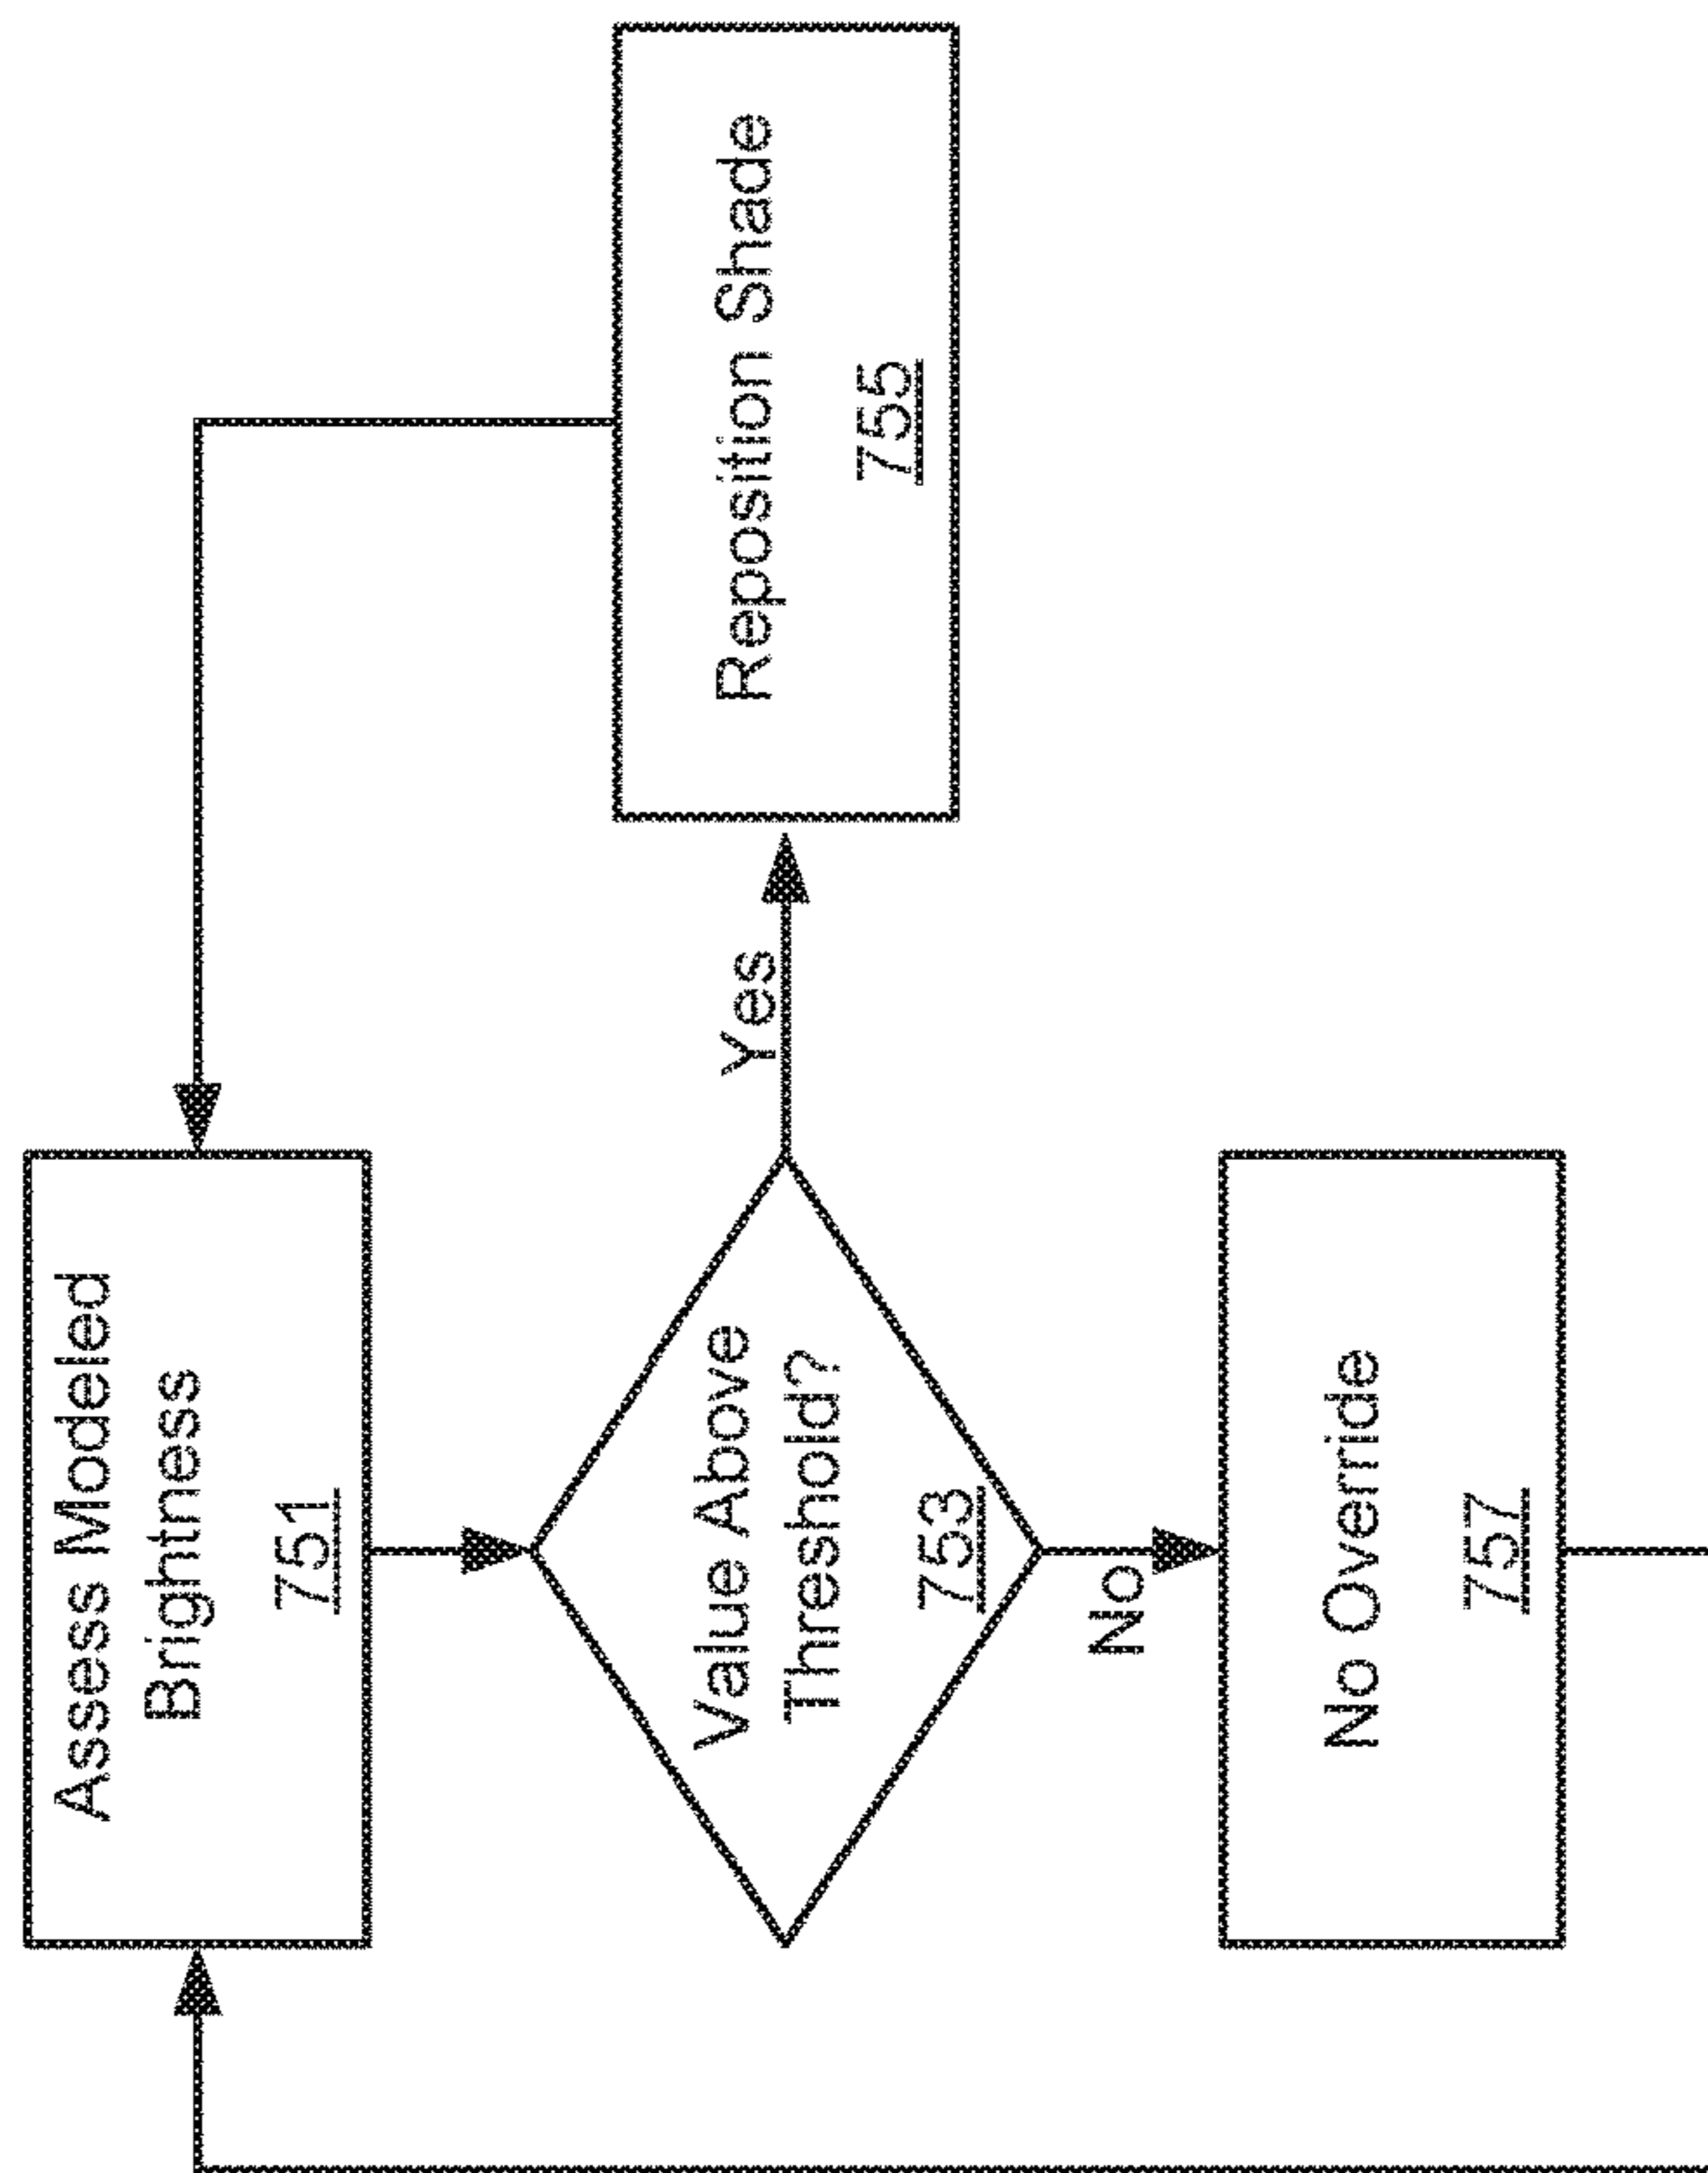 Assess Modeled
Brightness
751
Value Above
Threshold?
753
Yes
Reposition Shade
755
No
No Override
757